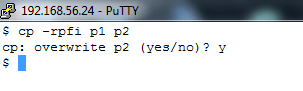 192.168.56.24 - PuTTY
$ cp -rpfi p1 p2
cp: overwrite p2 (yes/no)? y
$